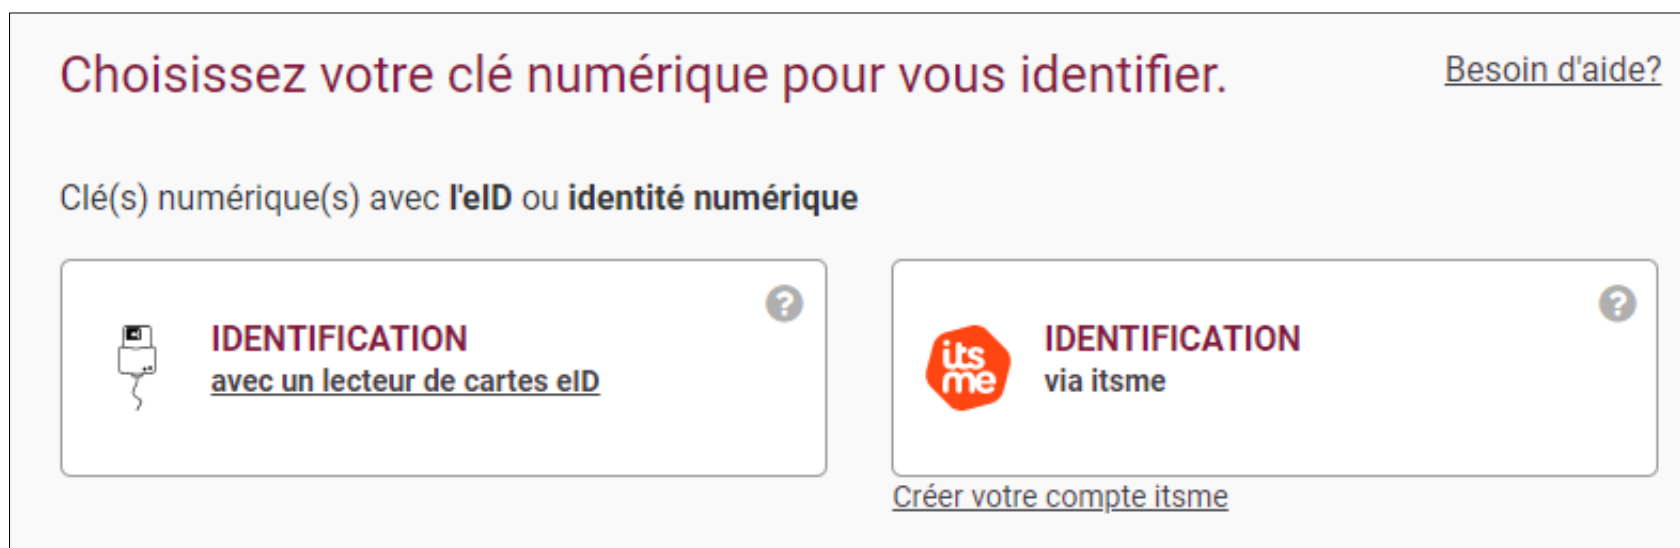 Choisissez votre clé numérique pour vous identifier.
Besoin d'aide?
Clé(s) numérique(s) avec l'eID ou identité numérique
?
IDENTIFICATION
avec un lecteur de cartes eID
?
its
me
IDENTIFICATION
via itsme
Créer votre compte itsme